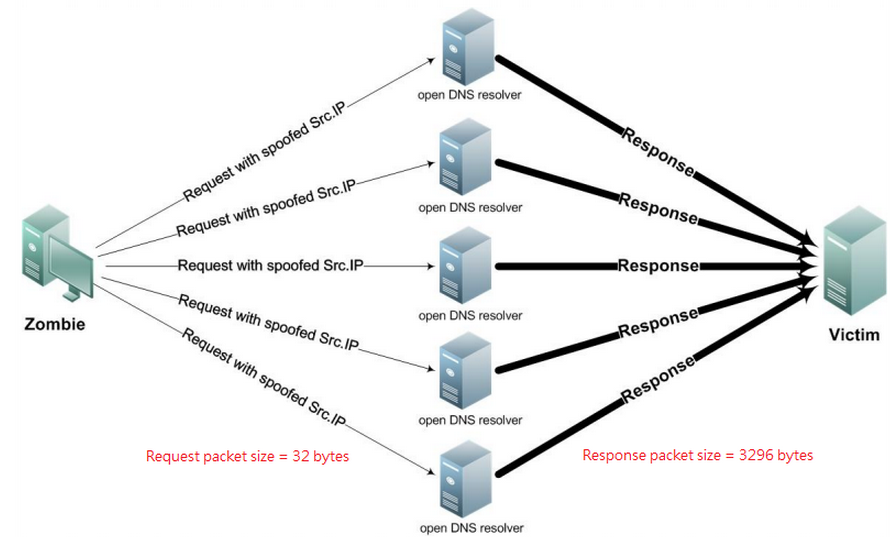 open DNS resolver
Request with spoofed Src.IP
Response
open DNS resolver
Request with spoofed Src.IP
Response
Request with spoofed Src.IP
Response
open DNS resolver
Zombie
Victim
Request with spoofed Src.IP
Response
open DNS resolver
Request with spoofed Src.IP
Response
Request packet size = 32 bytes
Response packet size = 3296 bytes
open DNS resolver